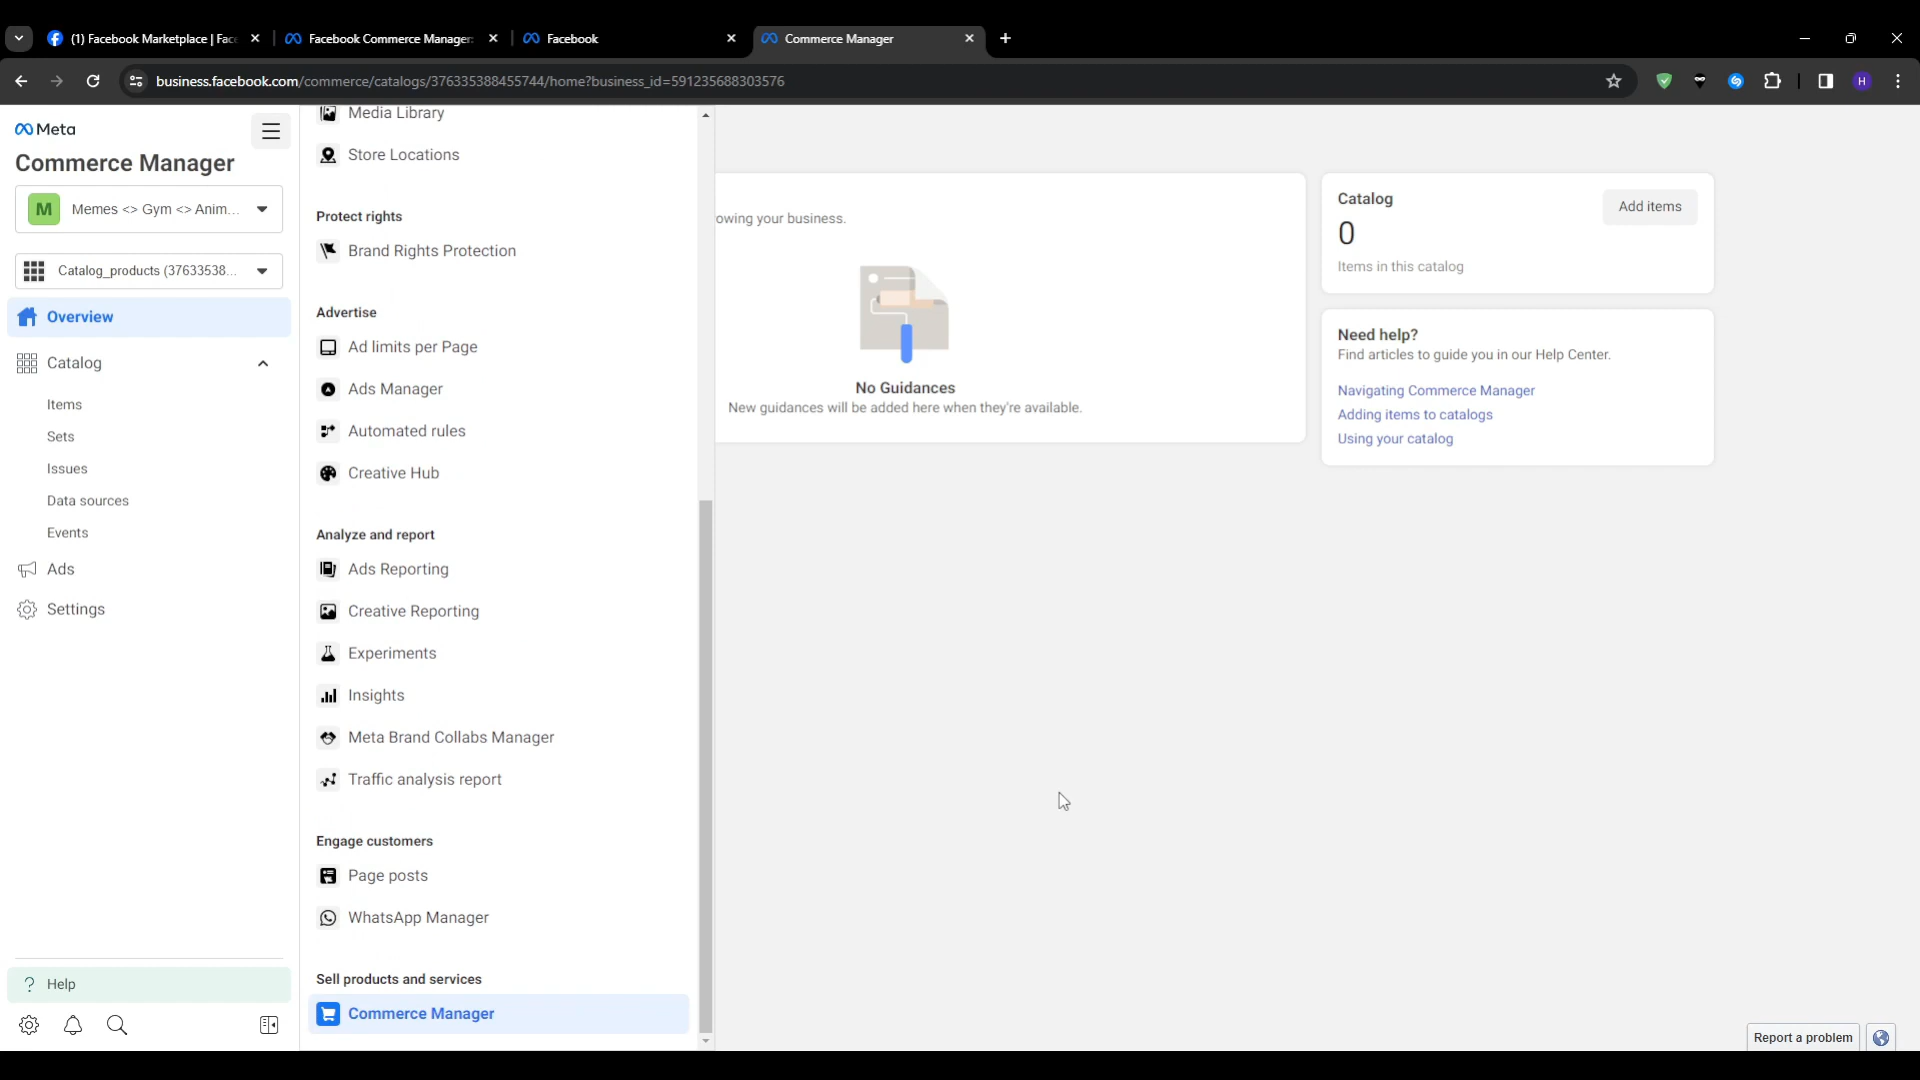 (1) Facebook Marketplace | Fac
Facebook Commerce Manager:
Facebook
Commerce Manager
business.facebook.com/commerce/catalogs/376335388455744/home?business_id=591235688303576
H
Meta
Commerce Manager
M
Memes <> Gym <> Anim...
Catalog_products (37633538...
Overview
Catalog
Items
Sets
Issues
Data sources
Events
Ads
Settings
? Help
Media Library
Store Locations
Protect rights
Brand Rights Protection
Advertise
Ad limits per Page
Ads Manager
Automated rules
Creative Hub
Analyze and report
Ads Reporting
Creative Reporting
Experiments
Insights
Meta Brand Collabs Manager
Traffic analysis report
Engage customers
Page posts
WhatsApp Manager
Sell products and services
Commerce Manager
owing your business.
No Guidances
New guidances will be added here when they're available.
Catalog
Add items
0
Items in this catalog
Need help?
Find articles to guide you in our Help Center.
Navigating Commerce Manager
Adding items to catalogs
Using your catalog
Report a problem